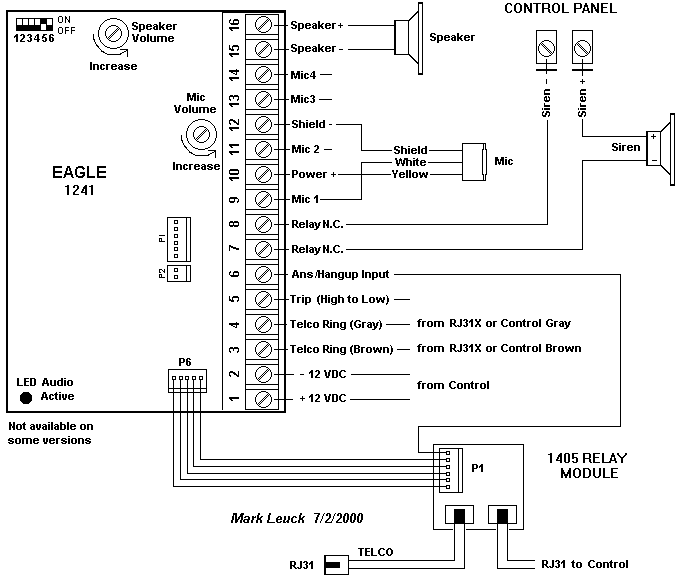 CONTROL PANEL
ON
OFF
123456
Speaker
Volume
Increase
16 Speaker +
15 Speaker -
Speaker
14 Mic4
13 Mic3
12 Shield -
11 Mic 2
10 Power +
9 Mic 1
8 Relay N.C.
7 Relay N.C.
6 Ans/Hangup Input
5 Trip (High to Low)
4 Telco Ring (Gray) from RJ31X or Control Gray
3 Telco Ring (Brown) from RJ31X or Control Brown
2 - 12 VDC
1 + 12 VDC
from Control
Siren -
Siren +
Siren
+
-
Mic
Volume
Increase
Shield
White
Yellow
Mic
EAGLE
1241
P1
P2
P6
LED Audio
Active
Not available on
some versions
P1
1405 RELAY
MODULE
Mark Leuck 7/2/2000
TELCO
RJ31
RJ31 to Control